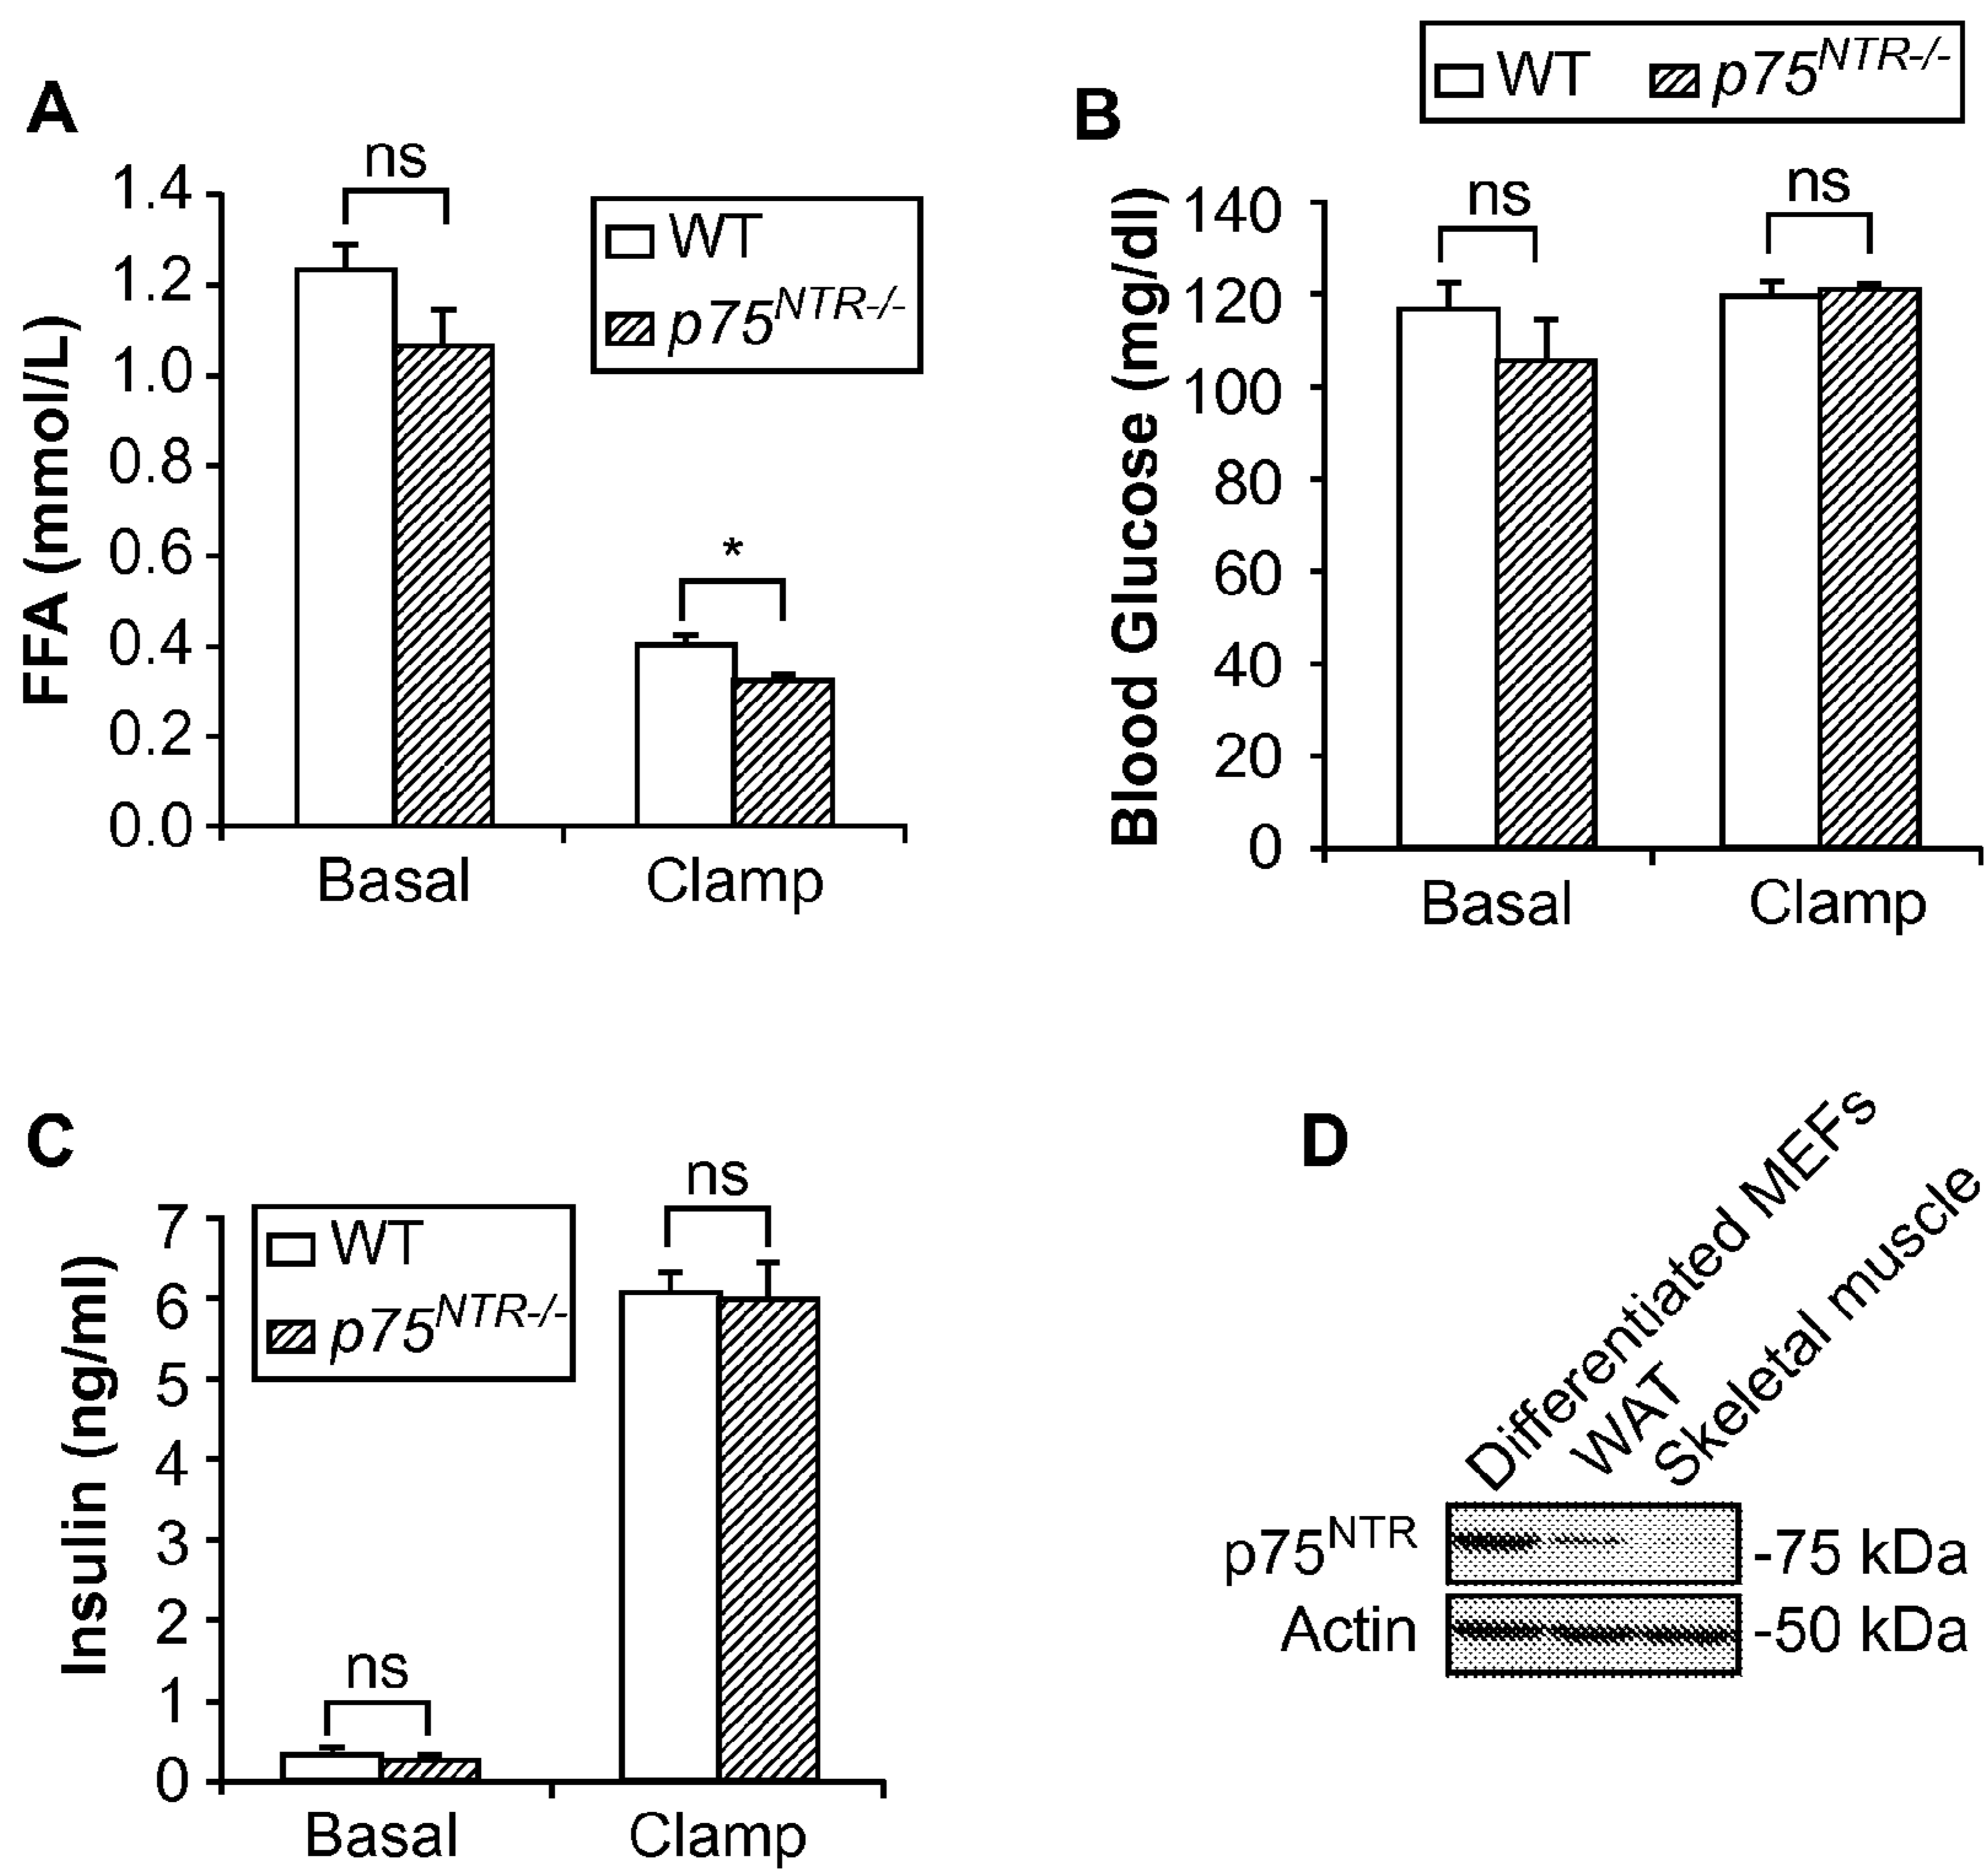 A
ns
1.4
1.2
1.0
0.8
0.6
0.4
0.2
0.0
FFA (mmol/L)
WT
p75NTR-/-
*
Basal
Clamp
B
WT
p75NTR-/-
ns
ns
140
120
100
80
60
40
20
0
Blood Glucose (mg/dl)
Basal
Clamp
C
ns
7
6
5
4
3
2
1
0
Insulin (ng/ml)
WT
p75NTR-/-
ns
Basal
Clamp
D
Differentiated MEFs
WAT
Skeletal muscle
p75NTR
-75 kDa
Actin
-50 kDa